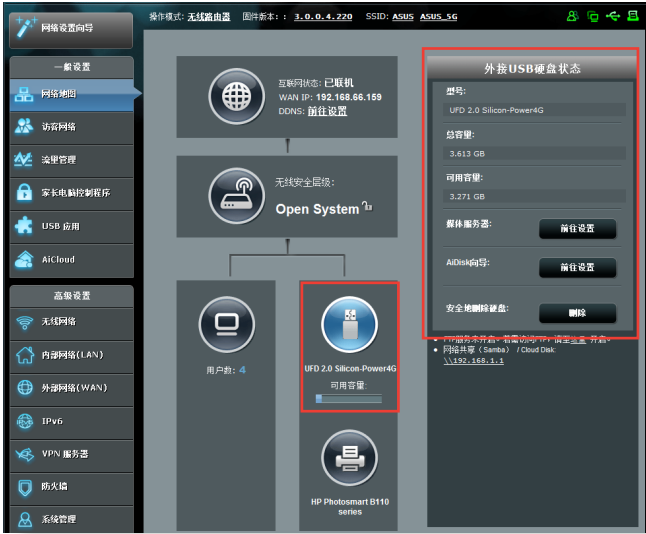 网络设置向导
操作模式: 无线路由器 固件版本: : 3.0.0.4.220 SSID: ASUS ASUS_5G
一般设置
网络地图
访客网络
流量管理
家长电脑控制程序
USB 应用
AiCloud
高级设置
无线网络
内部网络(LAN)
外部网络(WAN)
IPv6
VPN 服务器
防火墙
系统管理
互联网状态: 已联机
WAN IP: 192.168.66.159
DDNS: 前往设置
无线安全层级:
Open System
用户数: 4
UFD 2.0 Silicon-Power4G
可用容量:
HP Photosmart B110
series
外接USB硬盘状态
型号:
UFD 2.0 Silicon-Power4G
总容量:
3.613 GB
可用容量:
3.271 GB
媒体服务器: 前往设置
AiDisk向导: 前往设置
安全地删除硬盘: 删除
网络共享 (Samba) / Cloud Disk:
\\192.168.1.1